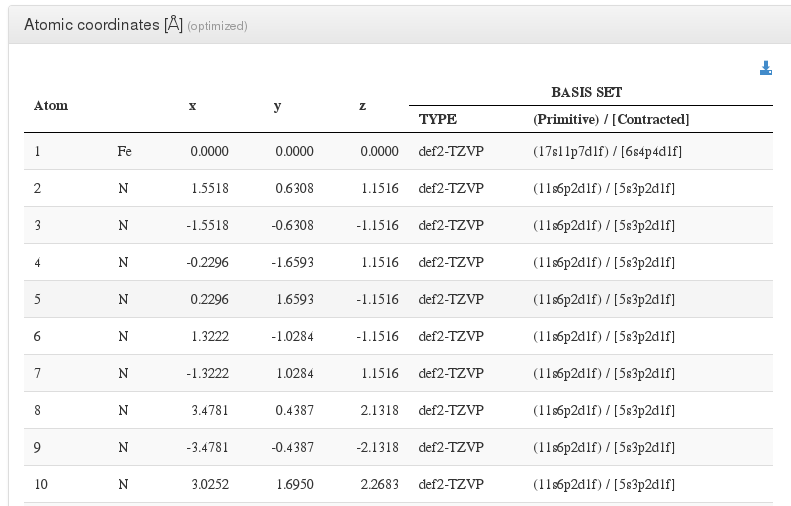 Atomic coordinates [Å] (optimized)
BASIS SET
Atom x y z
TYPE (Primitive) / [Contracted]
1 Fe 0.0000 0.0000 0.0000 def2-TZVP (17s11p7d1f) / [6s4p4d1f]
2 N 1.5518 0.6308 1.1516 def2-TZVP (11s6p2d1f) / [5s3p2d1f]
3 N -1.5518 -0.6308 -1.1516 def2-TZVP (11s6p2d1f) / [5s3p2d1f]
4 N -0.2296 -1.6593 1.1516 def2-TZVP (11s6p2d1f) / [5s3p2d1f]
5 N 0.2296 1.6593 -1.1516 def2-TZVP (11s6p2d1f) / [5s3p2d1f]
6 N 1.3222 -1.0284 -1.1516 def2-TZVP (11s6p2d1f) / [5s3p2d1f]
7 N -1.3222 1.0284 1.1516 def2-TZVP (11s6p2d1f) / [5s3p2d1f]
8 N 3.4781 0.4387 2.1318 def2-TZVP (11s6p2d1f) / [5s3p2d1f]
9 N -3.4781 -0.4387 -2.1318 def2-TZVP (11s6p2d1f) / [5s3p2d1f]
10 N 3.0252 1.6950 2.2683 def2-TZVP (11s6p2d1f) / [5s3p2d1f]